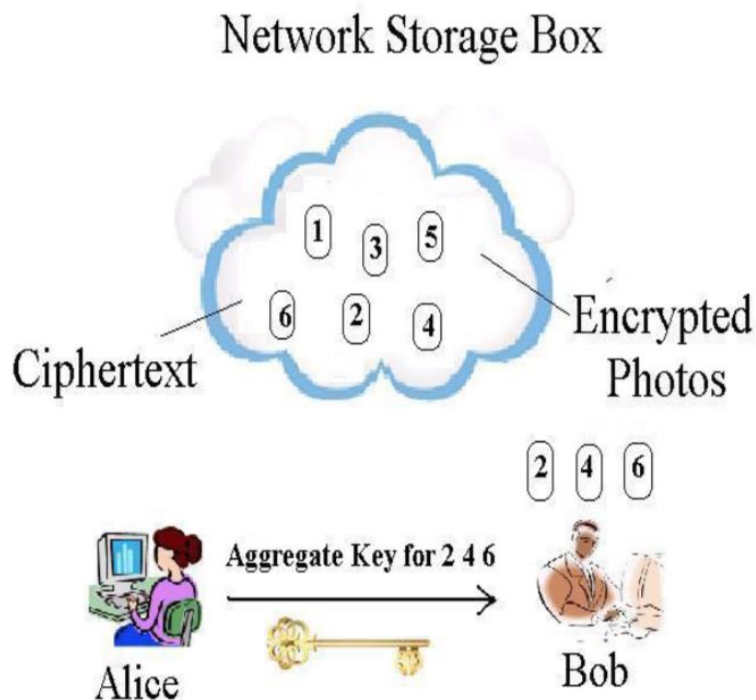 Network Storage Box
1 3 5
6 2 4
Ciphertext
Encrypted
Photos
2 4 6
Aggregate Key for 2 4 6
Alice
Bob